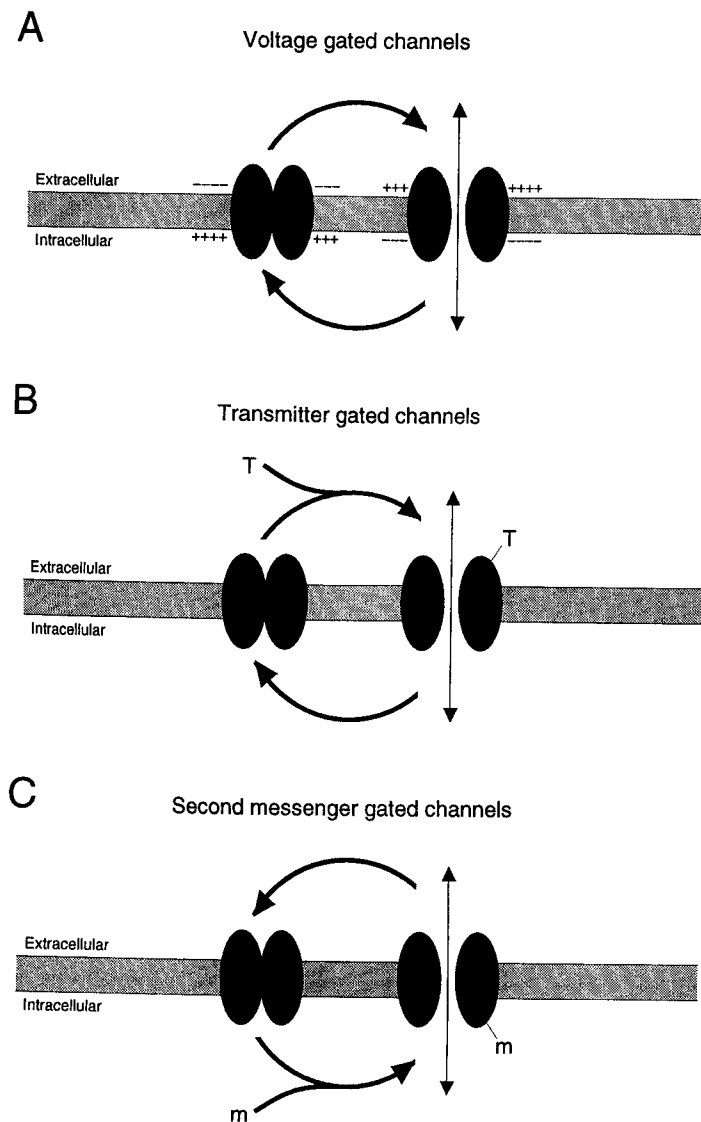 A
Voltage gated channels
Extracellular
---- --- +++ ++++
Intracellular
++++ +++ --- ----
B
Transmitter gated channels
T
T
Extracellular
Intracellular
C
Second messenger gated channels
Extracellular
Intracellular
m
m